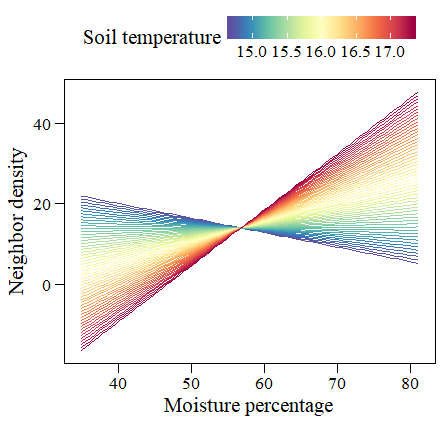 Soil temperature
15.0 15.5 16.0 16.5 17.0
40
20
0
Neighbor density
40 50 60 70 80
Moisture percentage